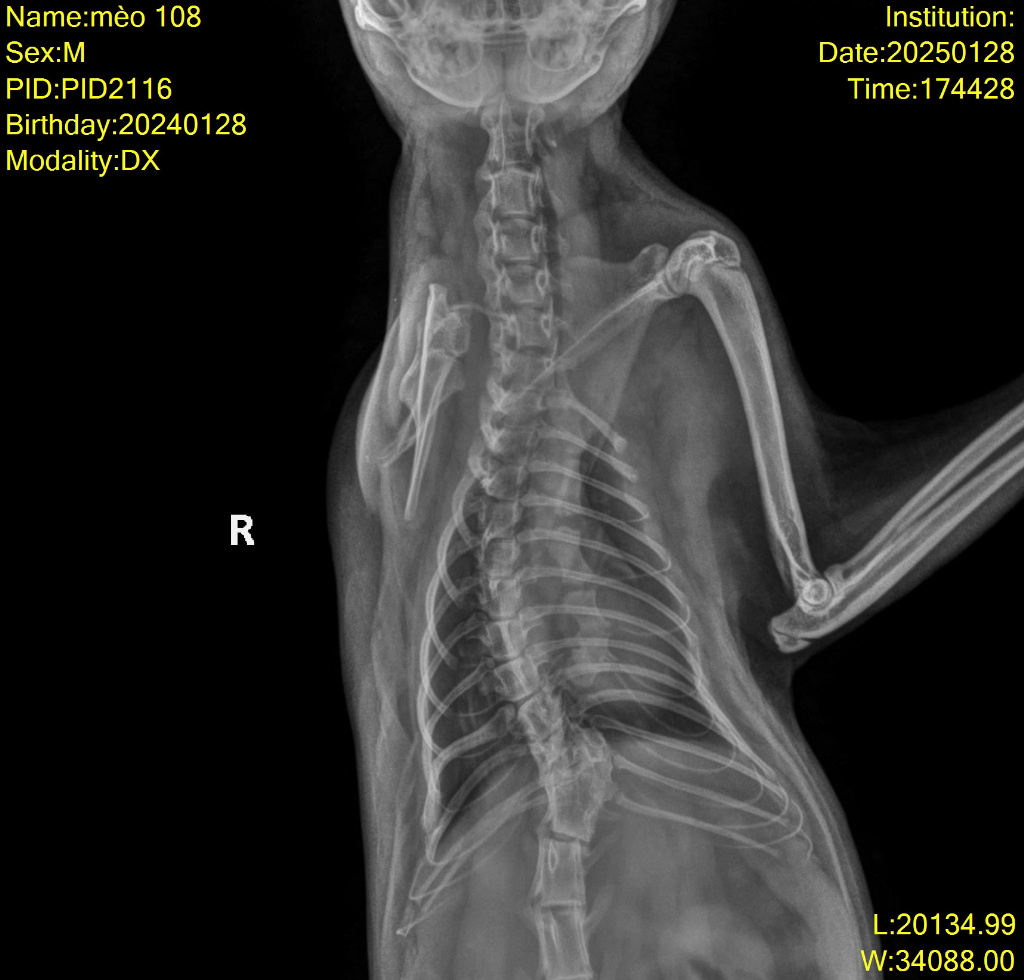 Name:mèo 108
Sex:M
PID:PID2116
Birthday:20240128
Modality:DX
Institution:
Date:20250128
Time:174428
R
L:20134.99
W:34088.00